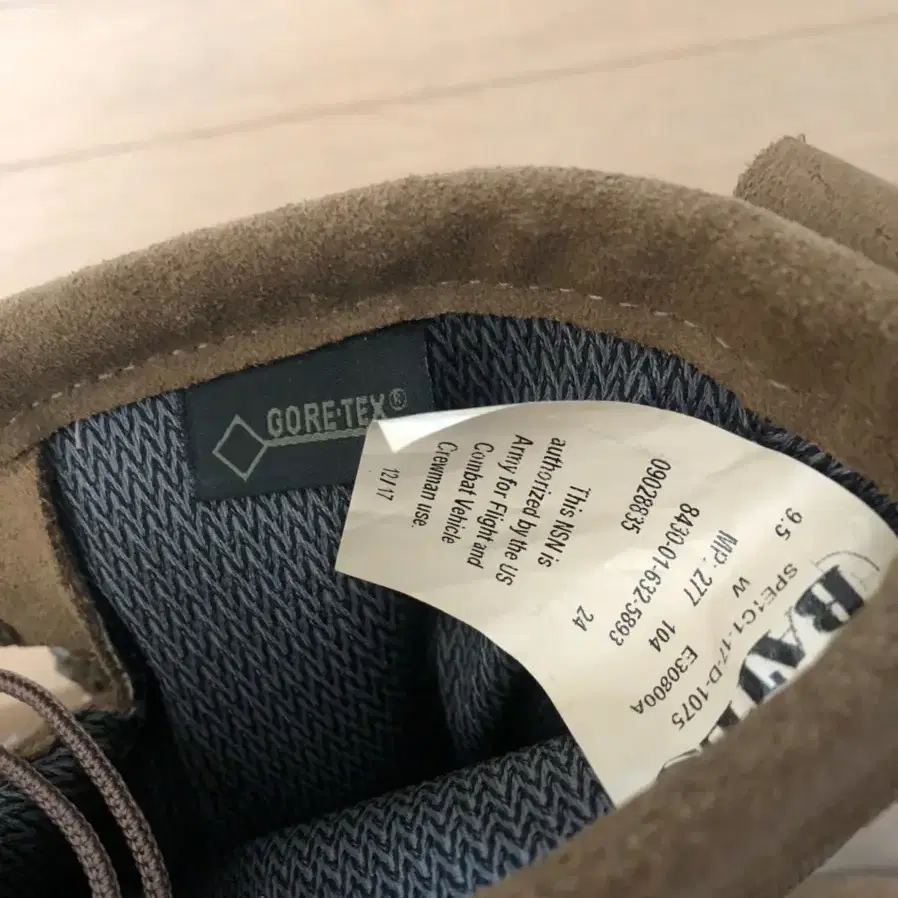 GORE-TEX®
9.5 W
SPE1C1-17-D-1075
MP: 277 104 E30800A
8430-01-632-5893
09028635 24
This NSN is
authorized by the US
Army for Flight and
Combat Vehicle
Crewman use.
12/17